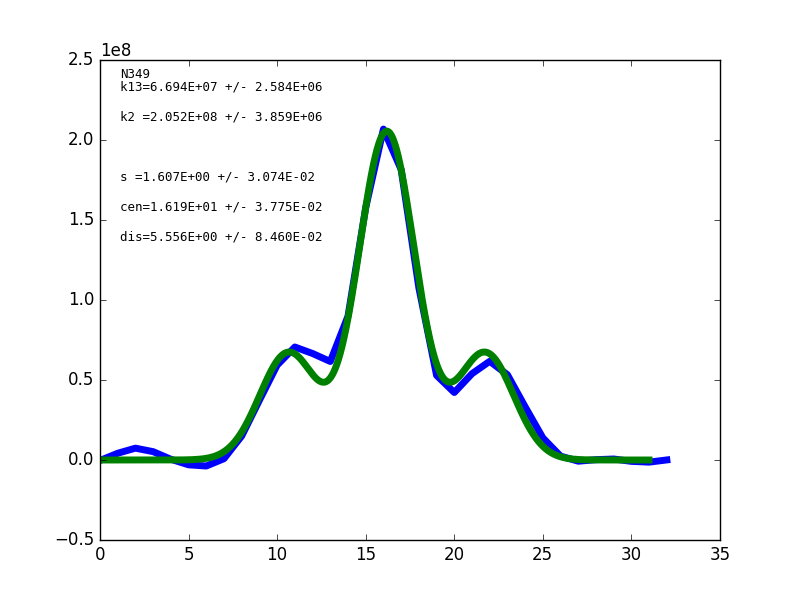 1e8
2.5
2.0
1.5
1.0
0.5
0.0
−0.5
N349
k13=6.694E+07 +/- 2.584E+06
k2 =2.052E+08 +/- 3.859E+06
s =1.607E+00 +/- 3.074E-02
cen=1.619E+01 +/- 3.775E-02
dis=5.556E+00 +/- 8.460E-02
0 5 10 15 20 25 30 35